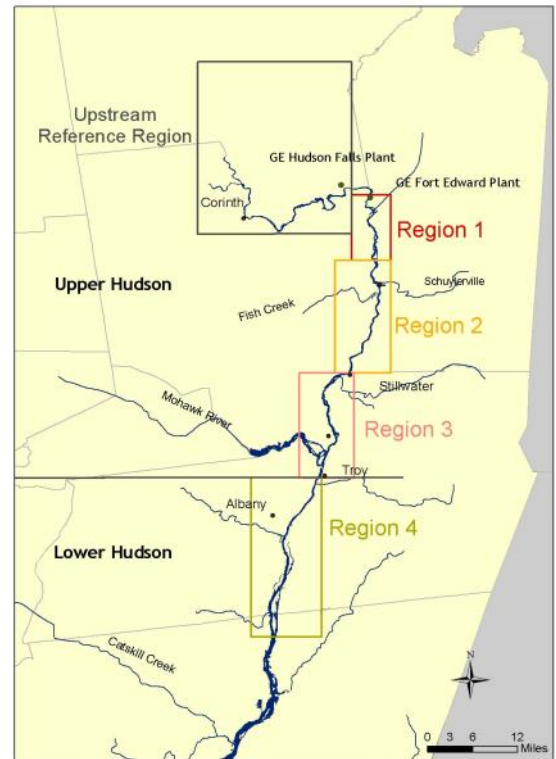 Upstream
Reference Region
GE Hudson Falls Plant
GE Fort Edward Plant
Corinth
Region 1
Upper Hudson
Schuylerville
Fish Creek
Region 2
Stillwater
Mohawk River
Region 3
Troy
Albany
Region 4
Lower Hudson
Catskill Creek
N
0 3 6 12
Miles